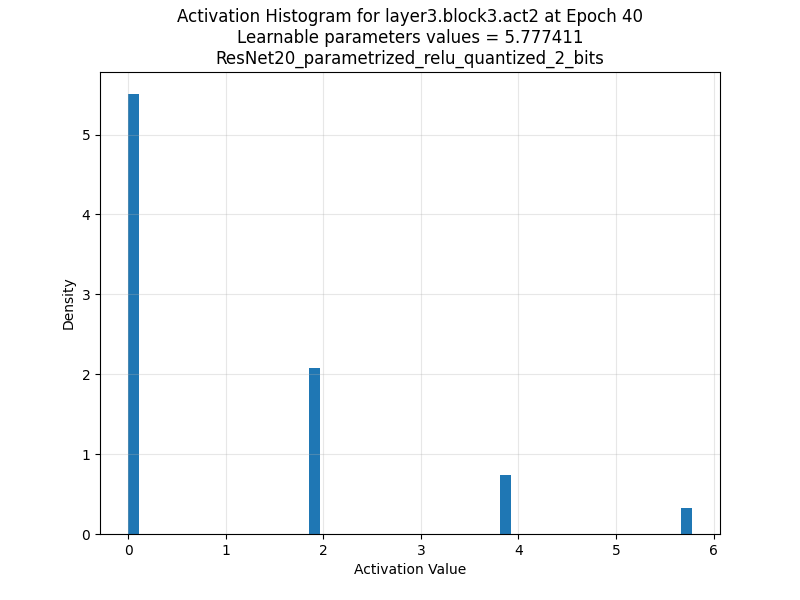 Activation Histogram for layer3.block3.act2 at Epoch 40
Learnable parameters values = 5.777411
ResNet20_parametrized_relu_quantized_2_bits
Density
5
4
3
2
1
0
0 1 2 3 4 5 6
Activation Value